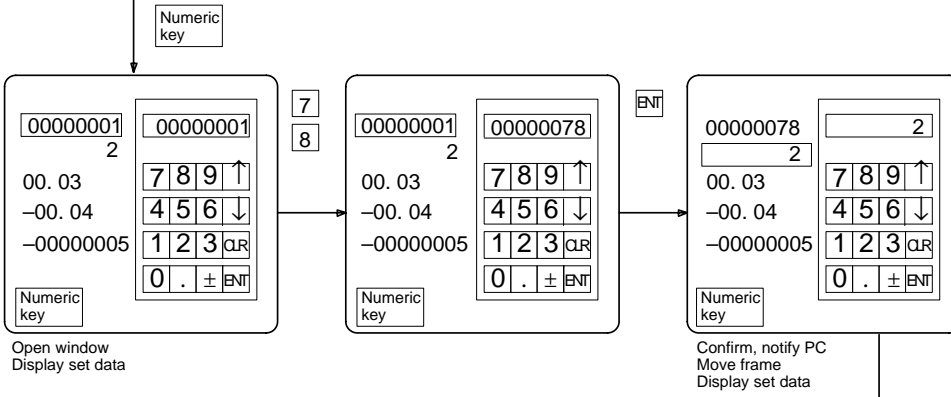 Numeric
key
00000001
2
00. 03
–00. 04
–00000005
Numeric
key
00000001
7 8 9 ↑
4 5 6 ↓
1 2 3 CLR
0 . ± ENT
Open window
Display set data
7
8
00000001
2
00. 03
–00. 04
–00000005
Numeric
key
00000078
7 8 9 ↑
4 5 6 ↓
1 2 3 CLR
0 . ± ENT
ENT
00000078
2
00. 03
–00. 04
–00000005
Numeric
key
2
7 8 9 ↑
4 5 6 ↓
1 2 3 CLR
0 . ± ENT
Confirm, notify PC
Move frame
Display set data